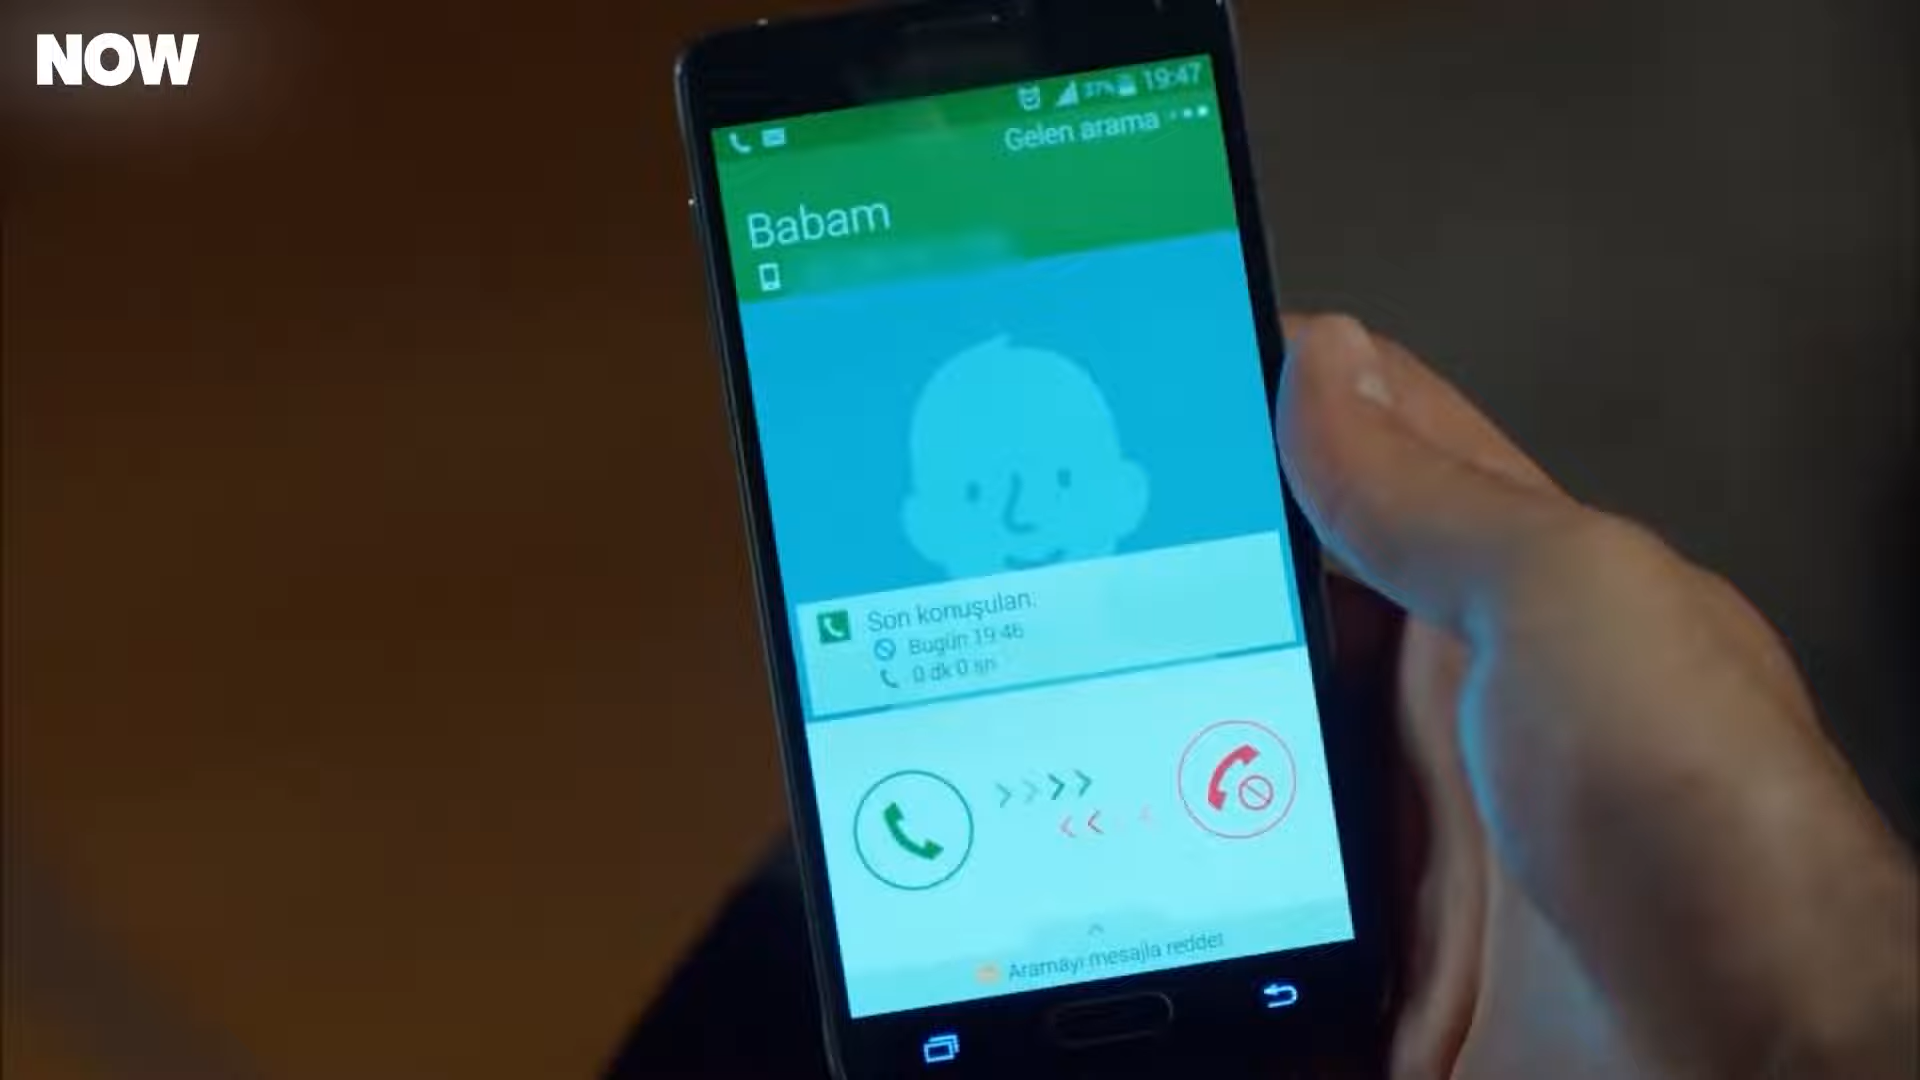 NOW
37% 19:47
Gelen arama
Babam
Son konuşulan:
Bugün 19:46
0 dk 0 sn
Aramayı mesajla reddet